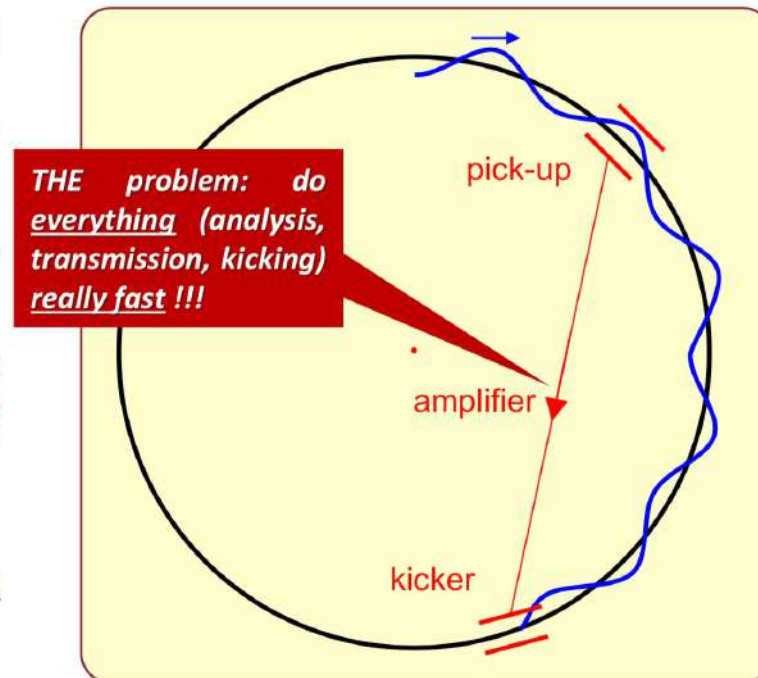 pick-up
THE problem: do
everything (analysis,
transmission, kicking)
really fast !!!
amplifier
kicker